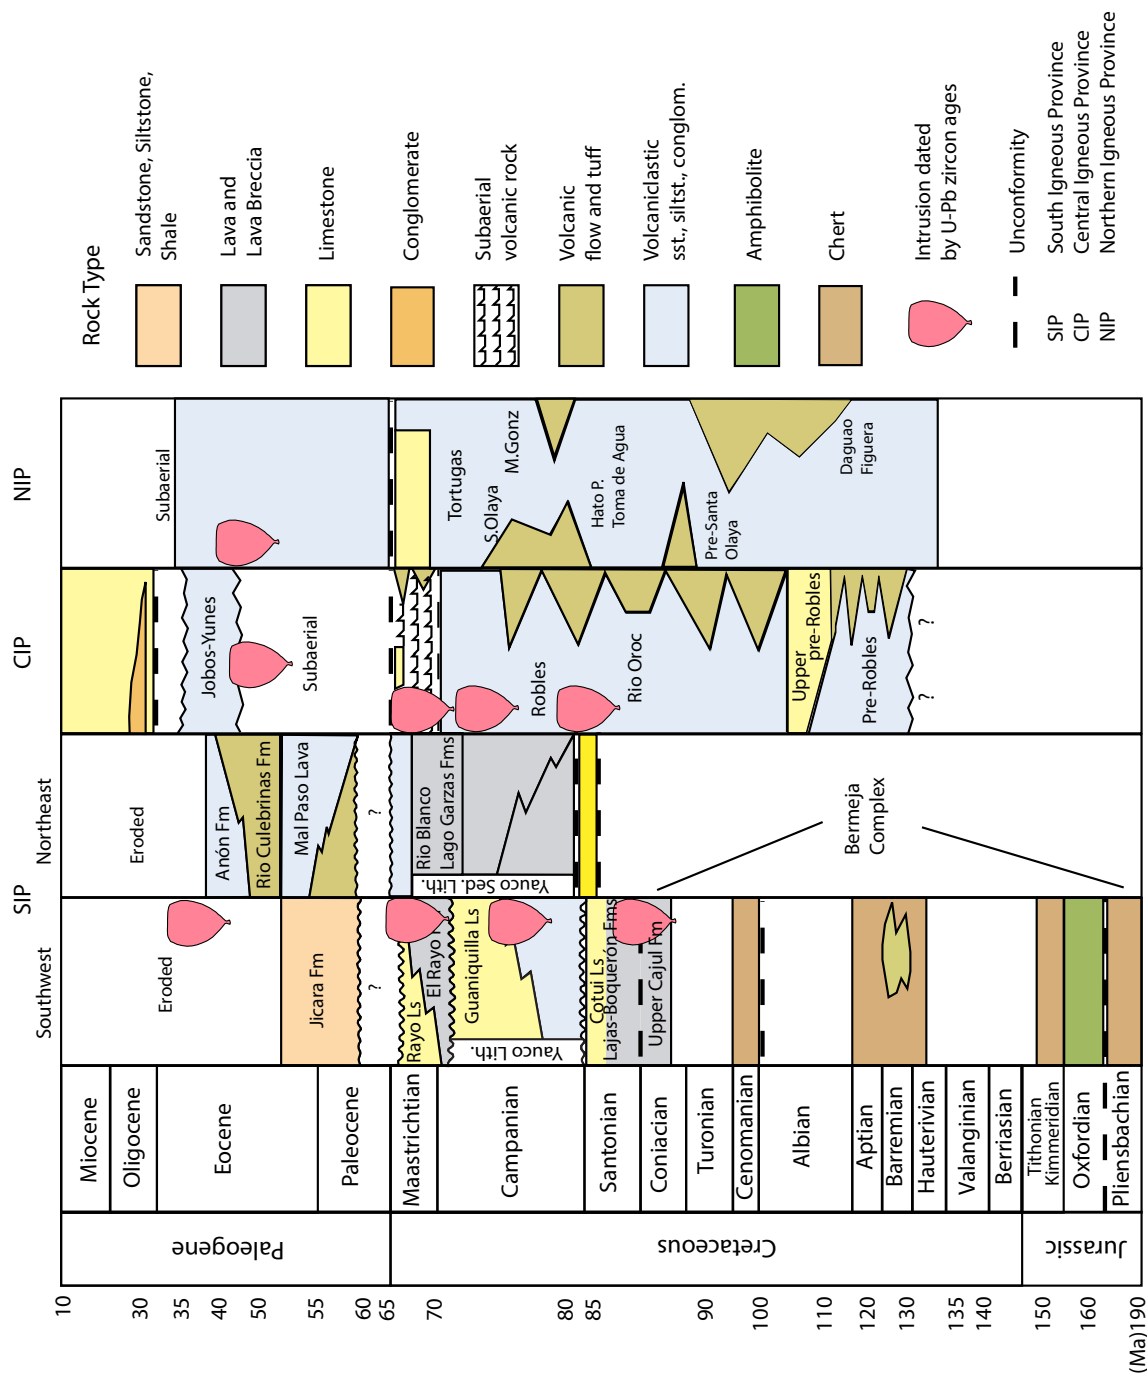 SIP
CIP
NIP
Southwest
Northeast
(Ma)
10
30
35
40
50
55
60
65
70
80
85
90
100
110
120
130
135
140
150
160
190
Paleogene
Cretaceous
Jurassic
Miocene
Oligocene
Eocene
Paleocene
Maastrichtian
Campanian
Santonian
Coniacian
Turonian
Cenomanian
Albian
Aptian
Barremian
Hauterivian
Valanginian
Berriasian
Tithonian
Kimmeridian
Oxfordian
Pliensbachian
Eroded
Jicara Fm
?
Rayo Ls
El Rayo F
Guaniquilla Ls
Yauco Lith.
Cotui Ls
Lajas-Boquerón Fms
Upper Cajul Fm
Eroded
Anón Fm
Rio Culebrinas Fm
Mal Paso Lava
?
Rio Blanco
Lago Garzas Fms
Yauco Sed. Lith.
Bermeja
Complex
Jobos-Yunes
Subaerial
Robles
Rio Oroc
Upper
pre-Robles
Pre-Robles
?
?
Subaerial
Tortugas
S.Olaya
M.Gonz
Hato P.
Toma de Agua
Pre-Santa
Olaya
Daguao
Figuera
Rock Type
Sandstone, Siltstone,
Shale
Lava and
Lava Breccia
Limestone
Conglomerate
Subaerial
volcanic rock
Volcanic
flow and tuff
Volcaniclastic
sst., siltst., conglom.
Amphibolite
Chert
Intrusion dated
by U-Pb zircon ages
Unconformity
SIP South Igneous Province
CIP Central Igneous Province
NIP Northern Igneous Province